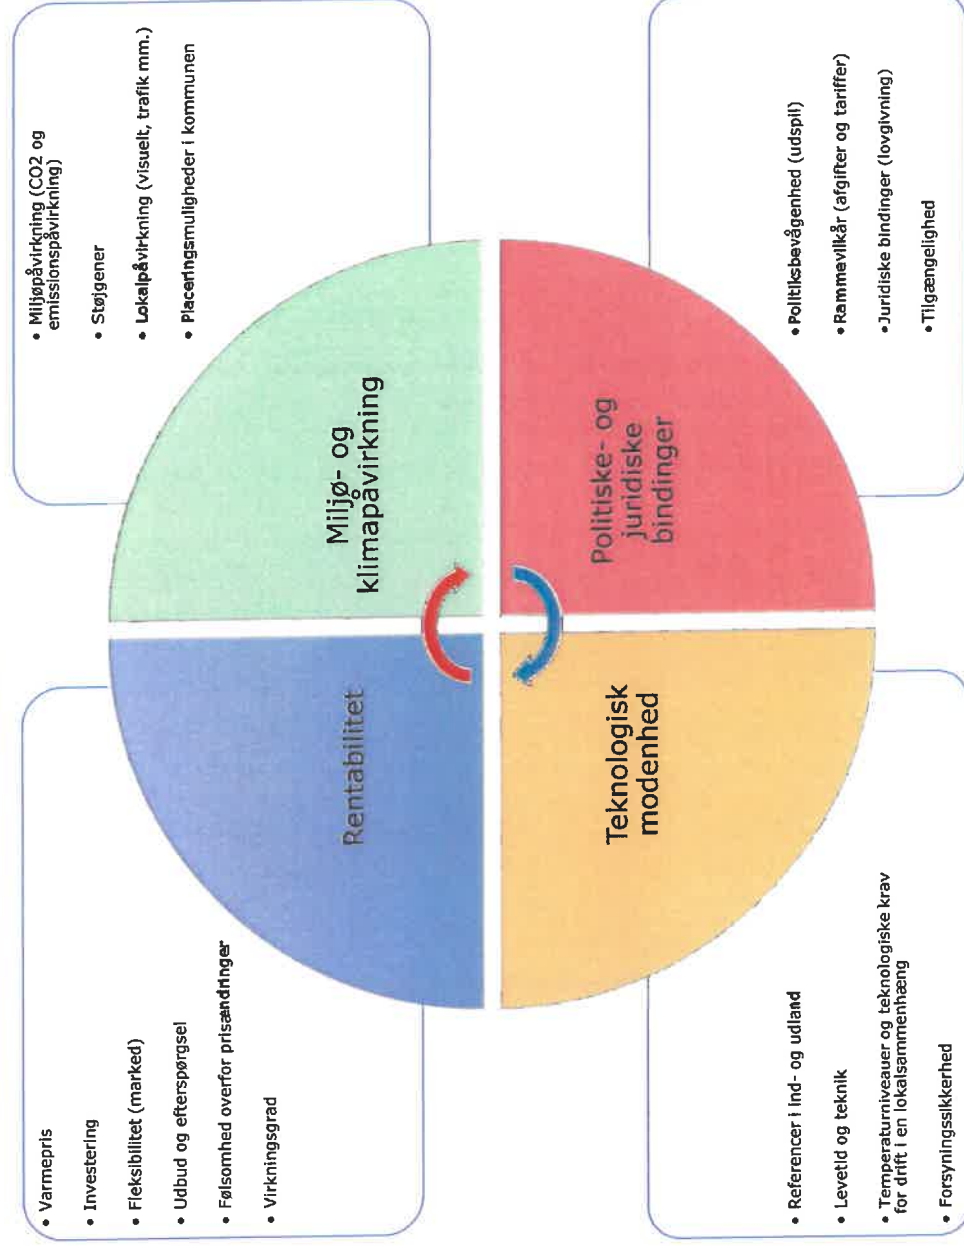 • Varmepris
• Investering
• Fleksibilitet (marked)
• Udbud og efterspørgsel
• Følsomhed overfor prisændringer
• Virkningsgrad
Rentabilitet
• Miljøpåvirkning (CO2 og
emissionspåvirkning)
• Støjgener
• Lokalpåvirkning (visuelt, trafik mm.)
• Placeringsmuligheder i kommunen
Miljø- og
klimapåvirkning
Teknologisk
modenhed
• Referencer i ind- og udland
• Levetid og teknik
• Temperaturniveauer og teknologiske krav
for drift i en lokalsammenhæng
• Forsyningssikkerhed
Politiske- og
juridiske
bindinger
• Politiksbevågenhed (udspil)
• Rammevilkår (afgifter og tariffer)
• Juridiske bindinger (lovgivning)
• Tilgængelighed